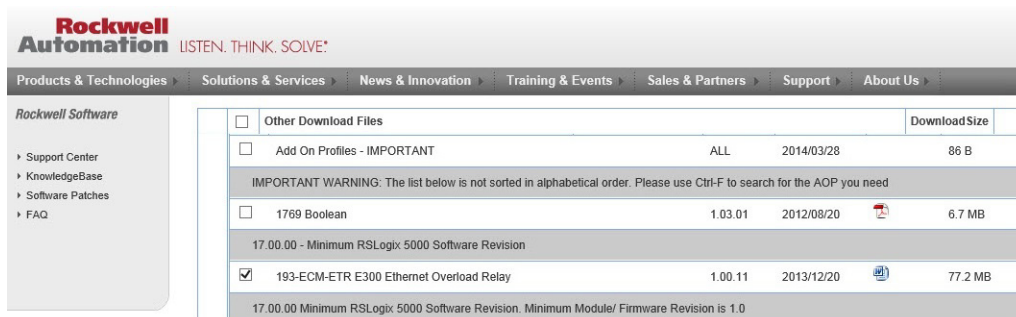 Rockwell
Automation LISTEN. THINK. SOLVE.®
Products & Technologies Solutions & Services News & Innovation Training & Events Sales & Partners Support About Us
Rockwell Software
Support Center
KnowledgeBase
Software Patches
FAQ
Other Download Files Download Size
Add On Profiles - IMPORTANT ALL 2014/03/28 86 B
IMPORTANT WARNING: The list below is not sorted in alphabetical order. Please use Ctrl-F to search for the AOP you need
1769 Boolean 1.03.01 2012/08/20 6.7 MB
17.00.00 - Minimum RSLogix 5000 Software Revision
193-ECM-ETR E300 Ethernet Overload Relay 1.00.11 2013/12/20 77.2 MB
17.00.00 Minimum RSLogix 5000 Software Revision. Minimum Module/ Firmware Revision is 1.0